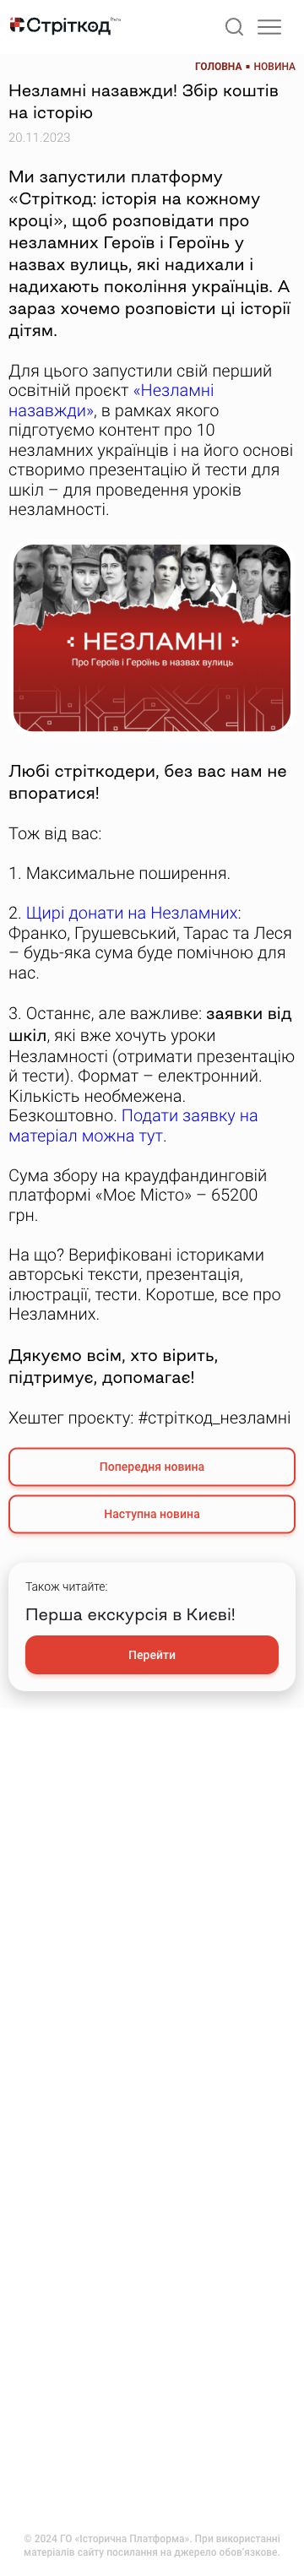 Стріткод
ГОЛОВНА • НОВИНА
Незламні назавжди! Збір коштів
на історію
20.11.2023
Ми запустили платформу
«Стріткод: історія на кожному
кроці», щоб розповідати про
незламних Героїв і Героїнь у
назвах вулиць, які надихали і
надихають покоління українців. А
зараз хочемо розповісти ці історії
дітям.
Для цього запустили свій перший
освітній проєкт «Незламні
назавжди», в рамках якого
підготуємо контент про 10
незламних українців і на його основі
створимо презентацію й тести для
шкіл – для проведення уроків
незламності.
НЕЗЛАМНІ
Про Героїв і Героїнь в назвах вулиць
Любі стріткодери, без вас нам не
впоратися!
Тож від вас:
1. Максимальне поширення.
2. Щирі донати на Незламних:
Франко, Грушевський, Тарас та Леся
– будь-яка сума буде помічною для
нас.
3. Останнє, але важливе: заявки від
шкіл, які вже хочуть уроки
Незламності (отримати презентацію
й тести). Формат – електронний.
Кількість необмежена.
Безкоштовно. Подати заявку на
матеріал можна тут.
Сума збору на краудфандинговій
платформі «Моє Місто» – 65200
грн.
На що? Верифіковані істориками
авторські тексти, презентація,
ілюстрації, тести. Коротше, все про
Незламних.
Дякуємо всім, хто вірить,
підтримує, допомагає!
Хештег проєкту: #стріткод_незламні
Попередня новина
Наступна новина
Також читайте:
Перша екскурсія в Києві!
Перейти
© 2024 ГО «Історична Платформа». При використанні
матеріалів сайту посилання на джерело обов'язкове.